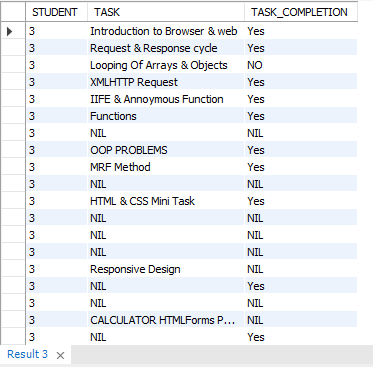 STUDENT TASK TASK_COMPLETION
3 Introduction to Browser & web Yes
3 Request & Response cycle Yes
3 Looping Of Arrays & Objects NO
3 XMLHTTP Request Yes
3 IIFE & Annoymous Function Yes
3 Functions Yes
3 NIL NIL
3 OOP PROBLEMS Yes
3 MRF Method Yes
3 NIL NIL
3 HTML & CSS Mini Task Yes
3 NIL NIL
3 NIL NIL
3 NIL NIL
3 Responsive Design NIL
3 NIL Yes
3 NIL NIL
3 CALCULATOR HTMLForms P... NIL
3 NIL Yes
Result 3 ×